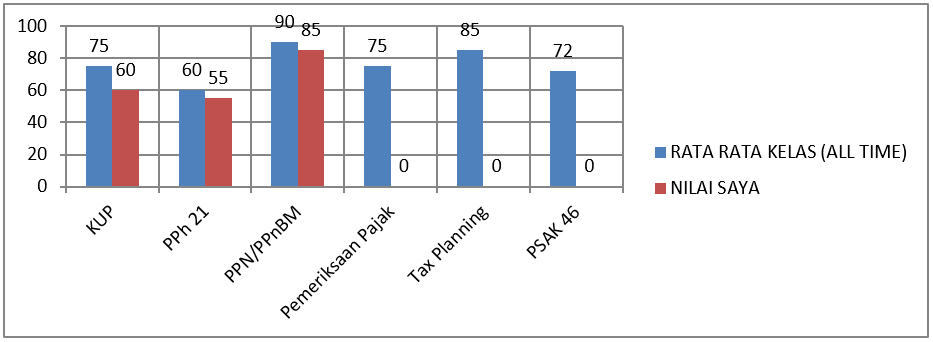 100
80
60
40
20
0
75
60
60
55
90
85
75
0
85
0
72
0
KUP
PPh 21
PPN/PPnBM
Pemeriksaan Pajak
Tax Planning
PSAK 46
RATA RATA KELAS (ALL TIME)
NILAI SAYA